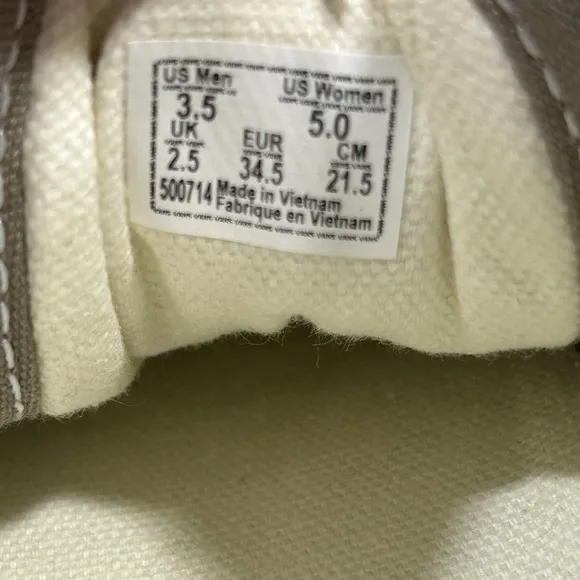 US Men US Women
3.5 5.0
UK EUR CM
2.5 34.5 21.5
500714 Made in Vietnam
Fabrique en Vietnam